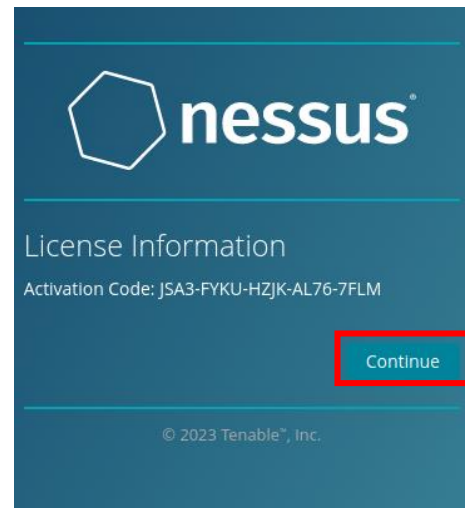 nessus®
License Information
Activation Code: JSA3-FYKU-HZJK-AL76-7FLM
Continue
© 2023 Tenable™, Inc.